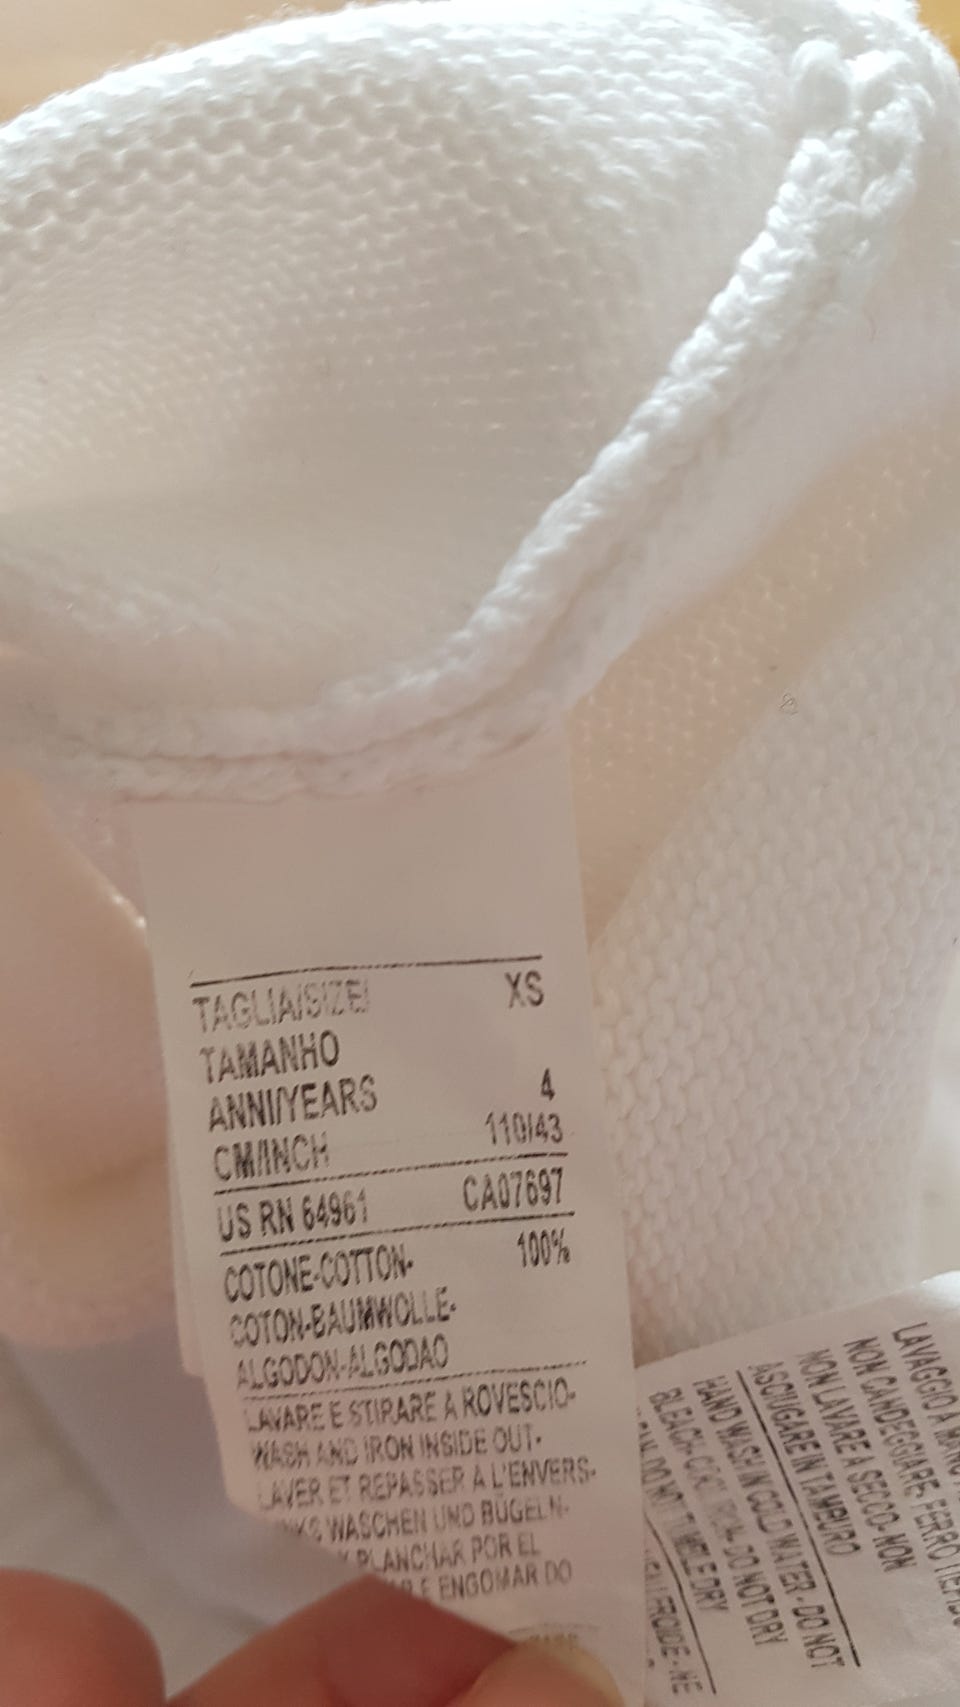 TAGLIA/SIZE/ XS
TAMANHO
ANNI/YEARS 4
CM/INCH 110/43
US RN 64961 CA07697
COTONE-COTTON- 100%
COTON-BAUMWOLLE-
ALGODON-ALGODAO
LAVARE E STIRARE A ROVESCIO-
WASH AND IRON INSIDE OUT-
LAVER ET REPASSER A L'ENVERS-
WASCHEN UND BÜGELN-
PLANCHAR POR EL
E ENGOMAR DO
LAVAGGIO A
NON CANDEGGIARE- FERRO
NON LAVARE A SECCO- NON
ASCIUGARE IN TAMBURO
HAND WASH IN COLD WATER - DO NOT
BLEACH- COOL IRON- DO NOT DRY
DO NOT TUMBLE DRY